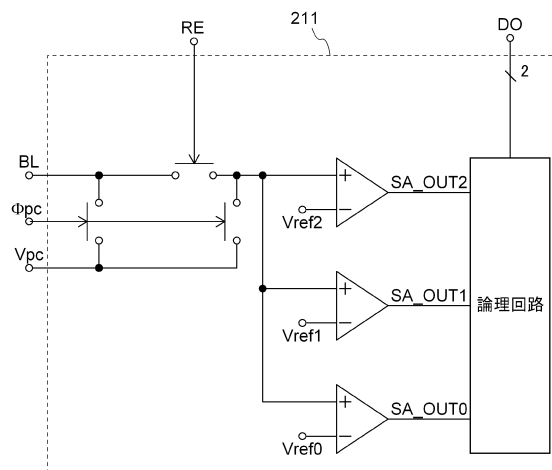 RE
211
DO
2
BL
Φpc
Vpc
+
−
Vref2
SA_OUT2
+
−
Vref1
SA_OUT1
論理回路
+
−
Vref0
SA_OUT0